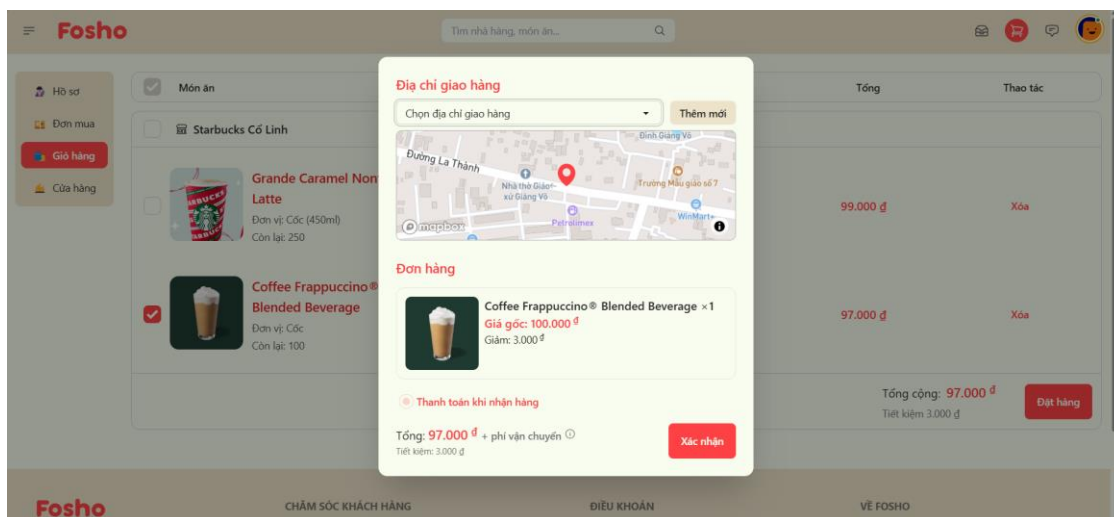 Fosho
Tìm nhà hàng, món ăn...
Hồ sơ
Đơn mua
Giỏ hàng
Cửa hàng
Món ăn
Tổng
Thao tác
Starbucks Cổ Linh
Grande Caramel Non
Latte
Đơn vị: Cốc (450ml)
Còn lại: 250
99.000 ₫
Xóa
Coffee Frappuccino®
Blended Beverage
Đơn vị: Cốc
Còn lại: 100
97.000 ₫
Xóa
Tổng cộng: 97.000 ₫
Tiết kiệm 3.000 ₫
Đặt hàng
Địa chỉ giao hàng
Chọn địa chỉ giao hàng
Thêm mới
Đình Giảng Võ
Đường La Thành
Nhà thờ Giáo
xứ Giảng Võ
Trường Mẫu giáo số 7
Petrolimex
WinMart+
mapbox
Đơn hàng
Coffee Frappuccino® Blended Beverage ×1
Giá gốc: 100.000 ₫
Giảm: 3.000 ₫
Thanh toán khi nhận hàng
Tổng: 97.000 ₫ + phí vận chuyển
Tiết kiệm: 3.000 ₫
Xác nhận
Fosho
CHĂM SÓC KHÁCH HÀNG
ĐIỀU KHOẢN
VỀ FOSHO